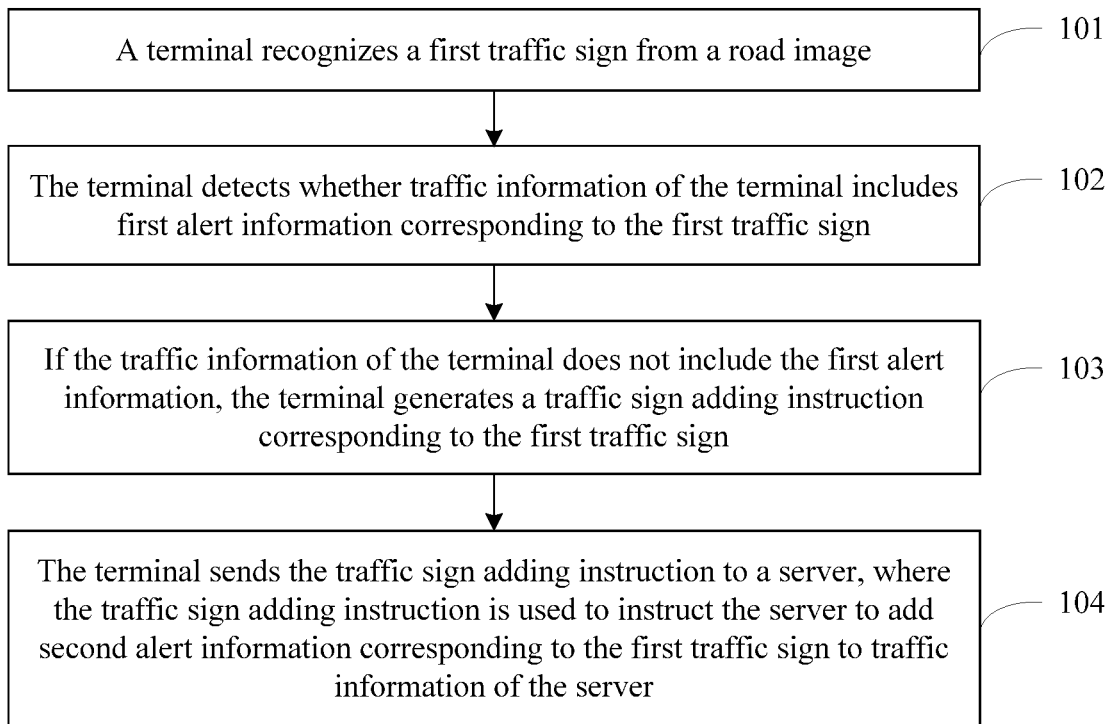 A terminal recognizes a first traffic sign from a road image
101
The terminal detects whether traffic information of the terminal includes
first alert information corresponding to the first traffic sign
102
If the traffic information of the terminal does not include the first alert
information, the terminal generates a traffic sign adding instruction
corresponding to the first traffic sign
103
The terminal sends the traffic sign adding instruction to a server, where
the traffic sign adding instruction is used to instruct the server to add
second alert information corresponding to the first traffic sign to traffic
information of the server
104